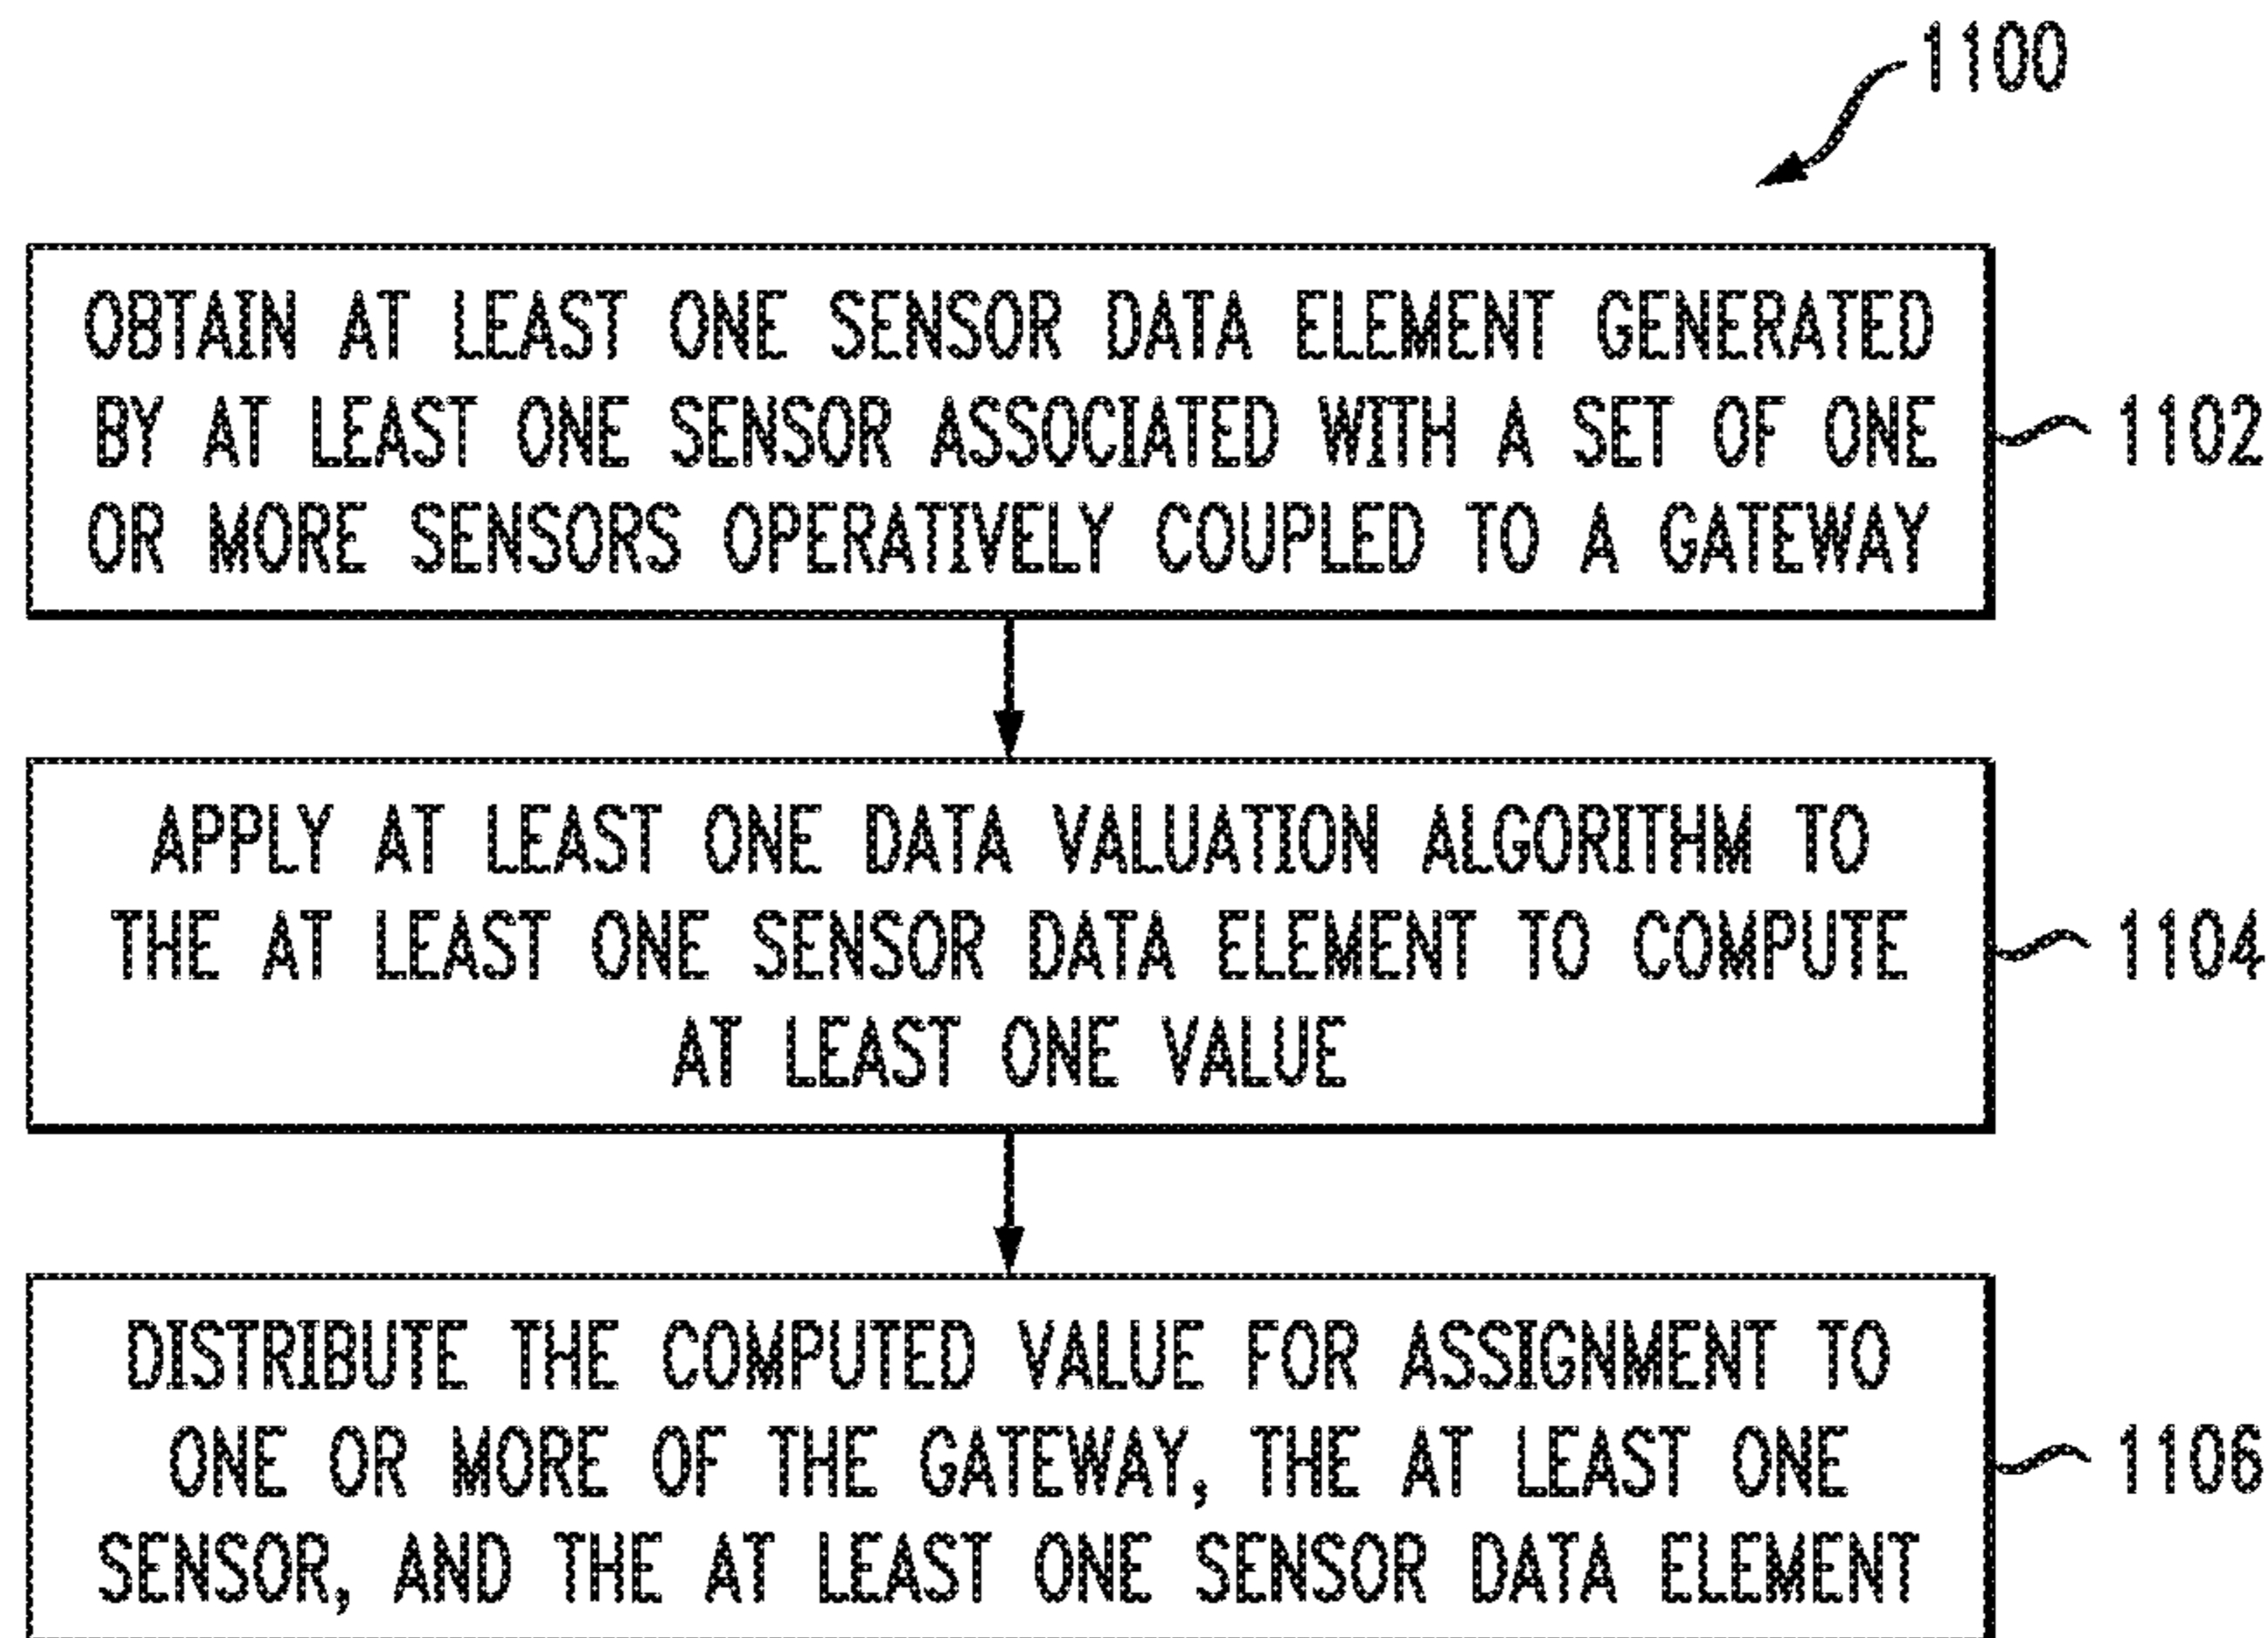 1100
OBTAIN AT LEAST ONE SENSOR DATA ELEMENT GENERATED
BY AT LEAST ONE SENSOR ASSOCIATED WITH A SET OF ONE
OR MORE SENSORS OPERATIVELY COUPLED TO A GATEWAY
1102
APPLY AT LEAST ONE DATA VALUATION ALGORITHM TO
THE AT LEAST ONE SENSOR DATA ELEMENT TO COMPUTE
AT LEAST ONE VALUE
1104
DISTRIBUTE THE COMPUTED VALUE FOR ASSIGNMENT TO
ONE OR MORE OF THE GATEWAY, THE AT LEAST ONE
SENSOR, AND THE AT LEAST ONE SENSOR DATA ELEMENT
1106